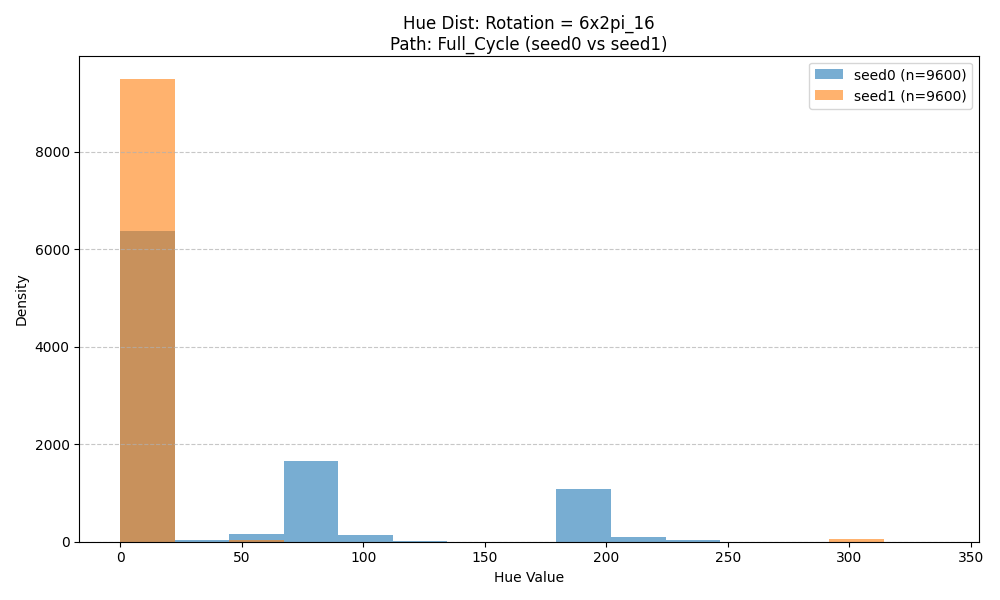 Hue Dist: Rotation = 6x2pi_16
Path: Full_Cycle (seed0 vs seed1)
seed0 (n=9600)
seed1 (n=9600)
Density
8000
6000
4000
2000
0
0 50 100 150 200 250 300 350
Hue Value